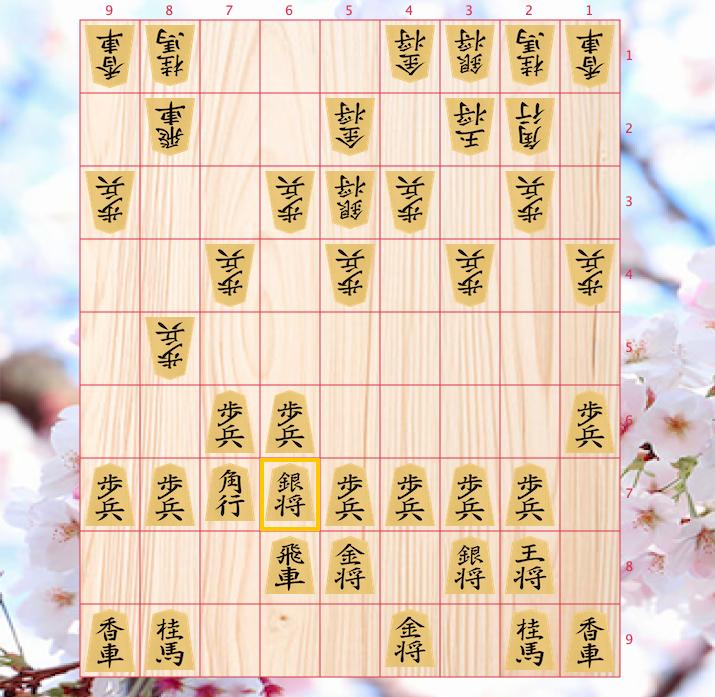 9 8 7 6 5 4 3 2 1
香車 桂馬 金将 銀将 桂馬 香車 1
飛車 金将 玉将 角行 2
歩兵 歩兵 銀将 歩兵 歩兵 3
歩兵 歩兵 歩兵 歩兵 4
歩兵 5
歩兵 歩兵 歩兵 6
歩兵 歩兵 角行 銀将 歩兵 歩兵 歩兵 歩兵 7
飛車 金将 銀将 王将 8
香車 桂馬 金将 桂馬 香車 9